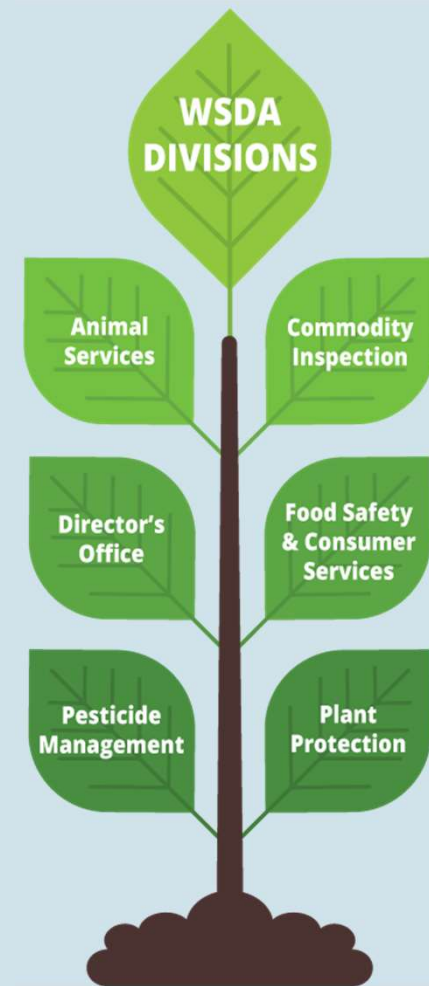 WSDA
DIVISIONS
Animal
Services
Commodity
Inspection
Director's
Office
Food Safety
& Consumer
Services
Pesticide
Management
Plant
Protection